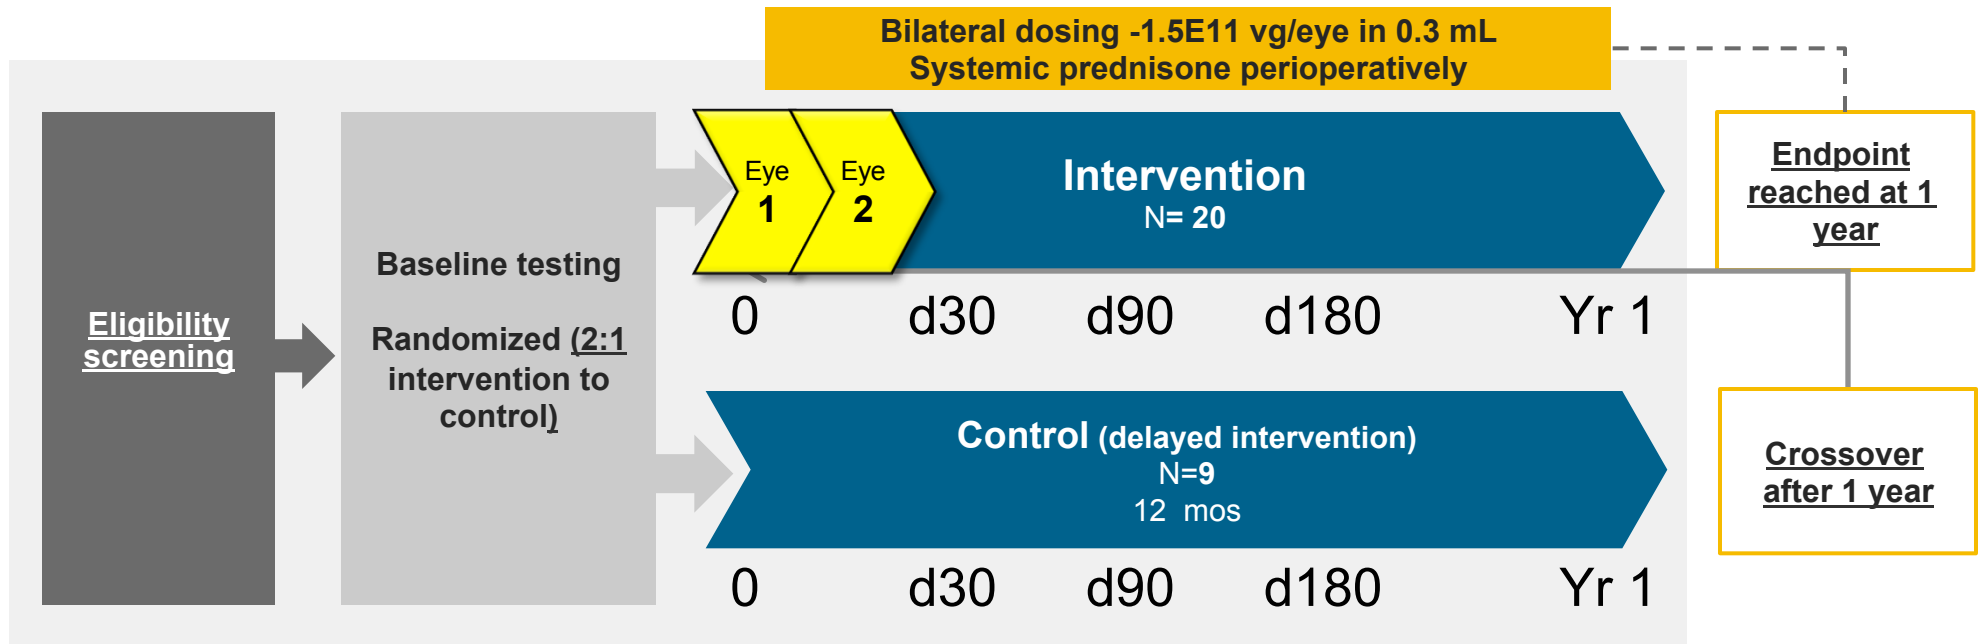 Bilateral dosing -1.5E11 vg/eye in 0.3 mL
Systemic prednisone perioperatively
Eligibility
screening
Baseline testing
Randomized (2:1
intervention to
control)
Eye
1
Eye
2
Intervention
N= 20
0 d30 d90 d180 Yr 1
Endpoint
reached at 1
year
Control (delayed intervention)
N=9
12 mos
0 d30 d90 d180 Yr 1
Crossover
after 1 year